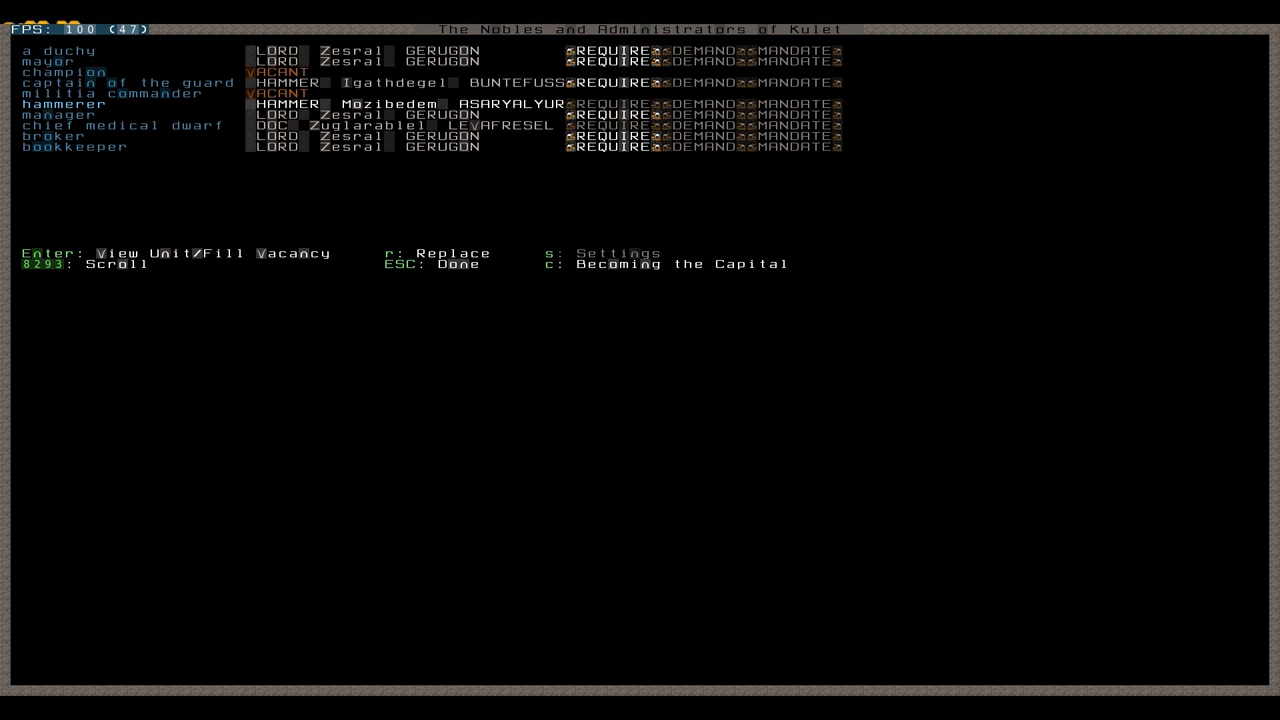 FPS: 100 (47) The Nobles and Administrators of Kulet
a duchy LORD Zesral GERUGON REQUIRE DEMAND MANDATE
mayor LORD Zesral GERUGON REQUIRE DEMAND MANDATE
champion VACANT
captain of the guard HAMMER Igathdegel BUNTEFUSS REQUIRE DEMAND MANDATE
militia commander VACANT
hammerer HAMMER Mozibedem ASARYALYUR REQUIRE DEMAND MANDATE
manager LORD Zesral GERUGON REQUIRE DEMAND MANDATE
chief medical dwarf DOC Zuglarablel LEVAFRESEL REQUIRE DEMAND MANDATE
broker LORD Zesral GERUGON REQUIRE DEMAND MANDATE
bookkeeper LORD Zesral GERUGON REQUIRE DEMAND MANDATE
Enter: View Unit/Fill Vacancy r: Replace s: Settings
8293: Scroll ESC: Done c: Becoming the Capital